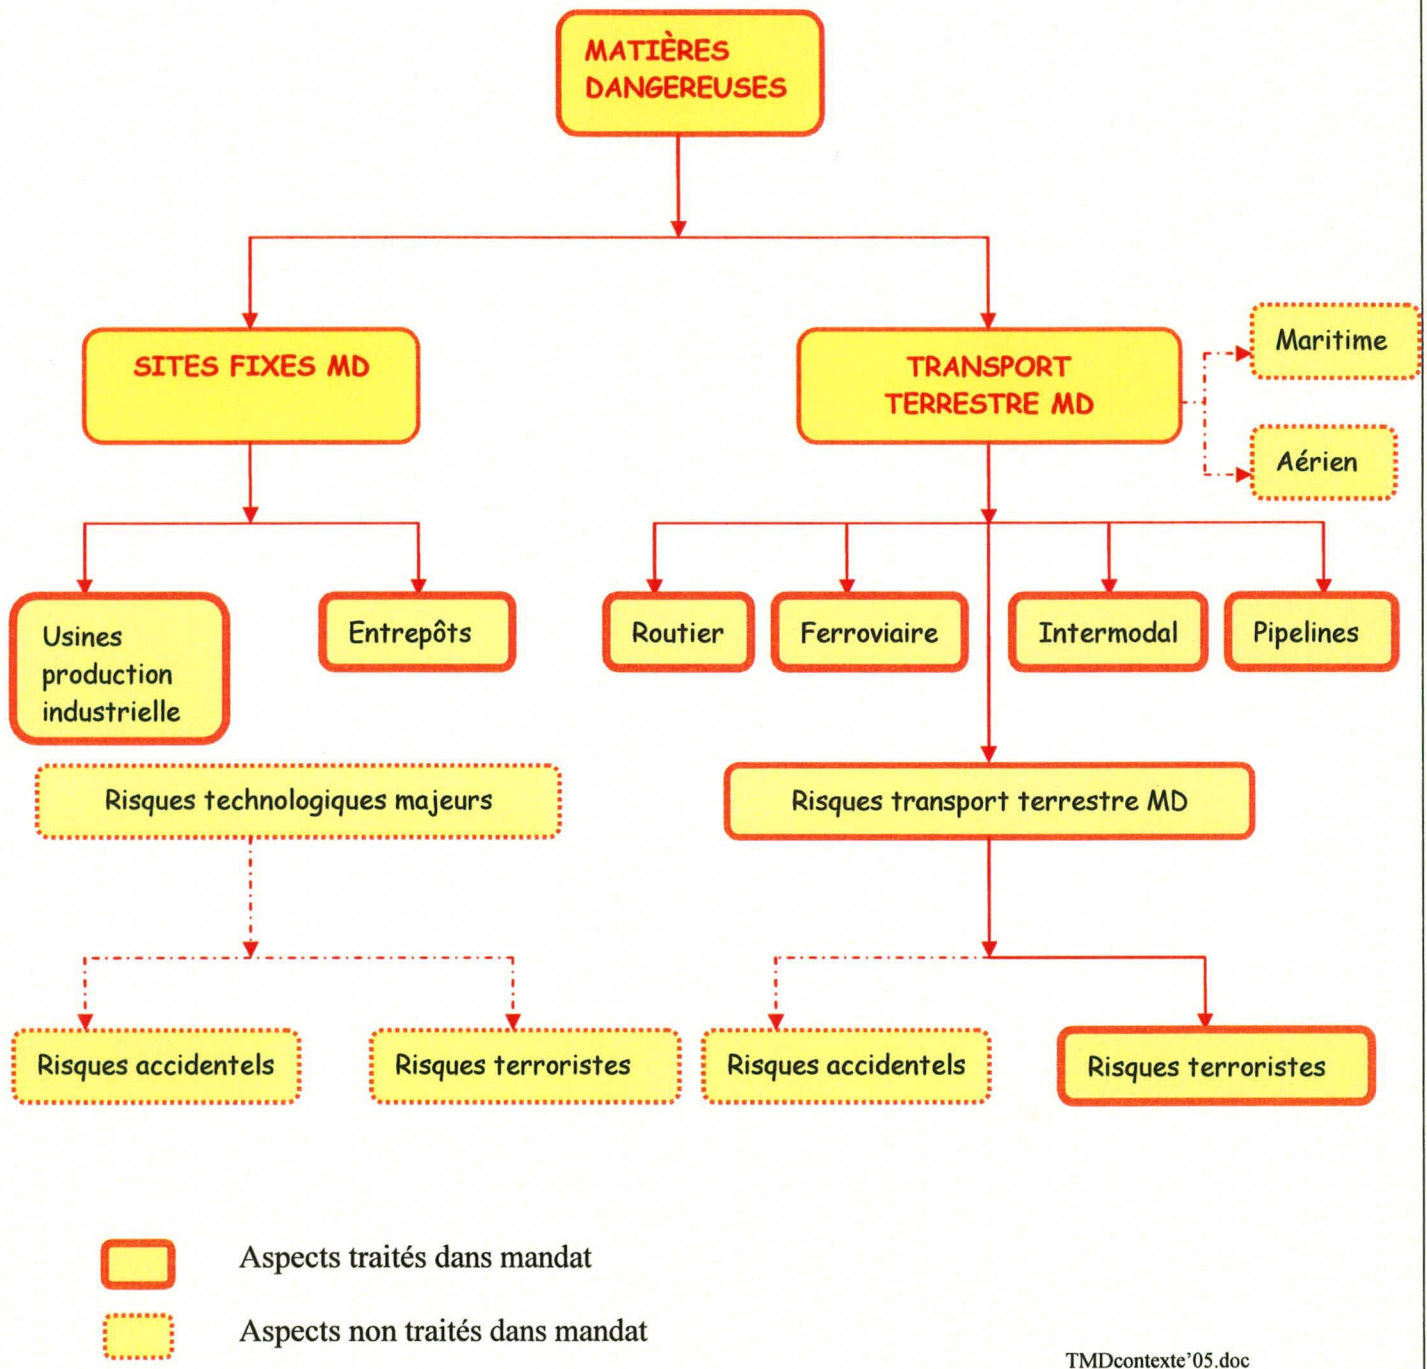 MATIÈRES
DANGEREUSES
SITES FIXES MD
TRANSPORT
TERRESTRE MD
Maritime
Aérien
Usines
production
industrielle
Entrepôts
Routier
Ferroviaire
Intermodal
Pipelines
Risques technologiques majeurs
Risques transport terrestre MD
Risques accidentels
Risques terroristes
Risques accidentels
Risques terroristes
Aspects traités dans mandat
Aspects non traités dans mandat
TMDcontexte'05.doc